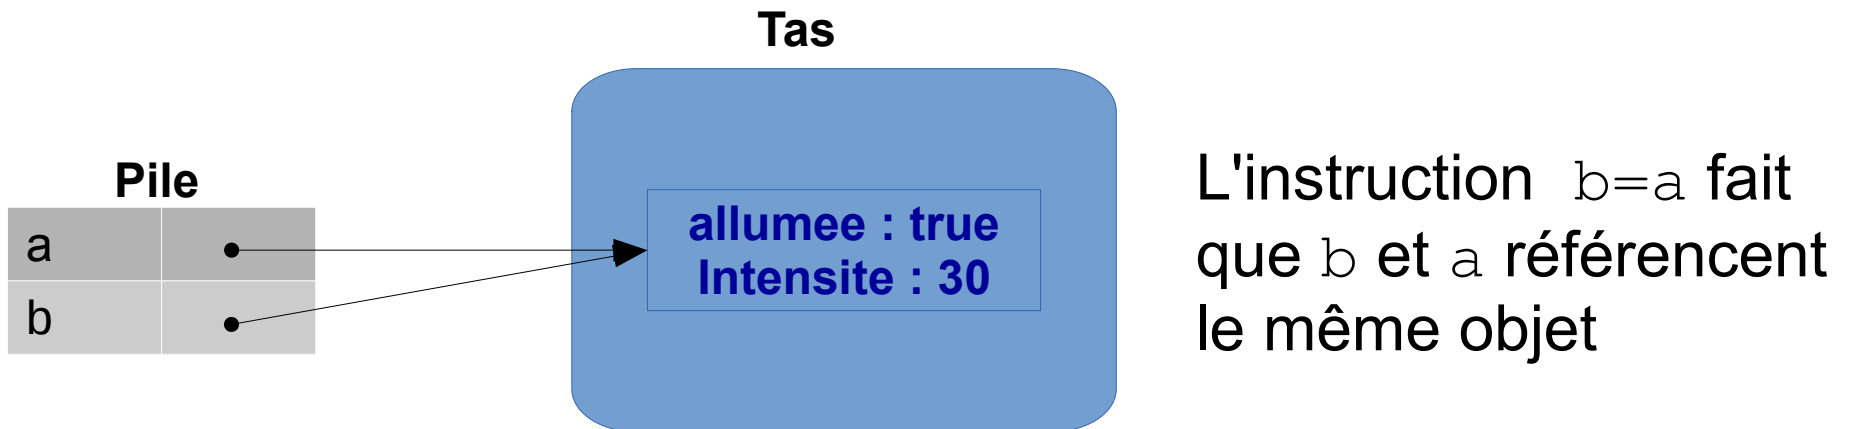 Tas
Pile
a
b
allumee : true
Intensite : 30
L'instruction b=a fait
que b et a référencent
le même objet